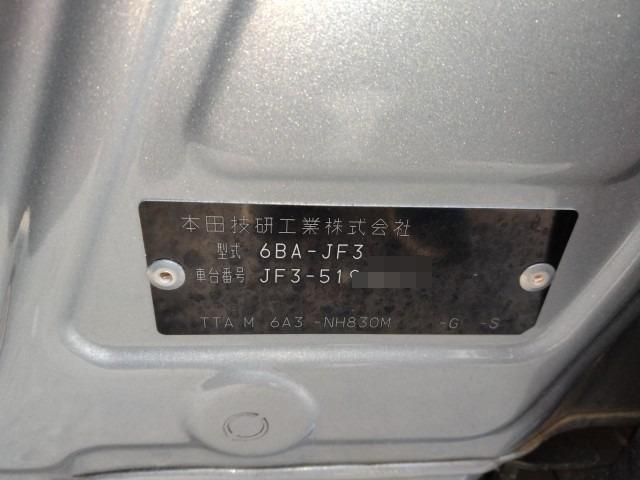 本田技研工業株式会社
型式 6BA-JF3
車台番号 JF3-519
TTA M 6A3 -NH830M -G -S